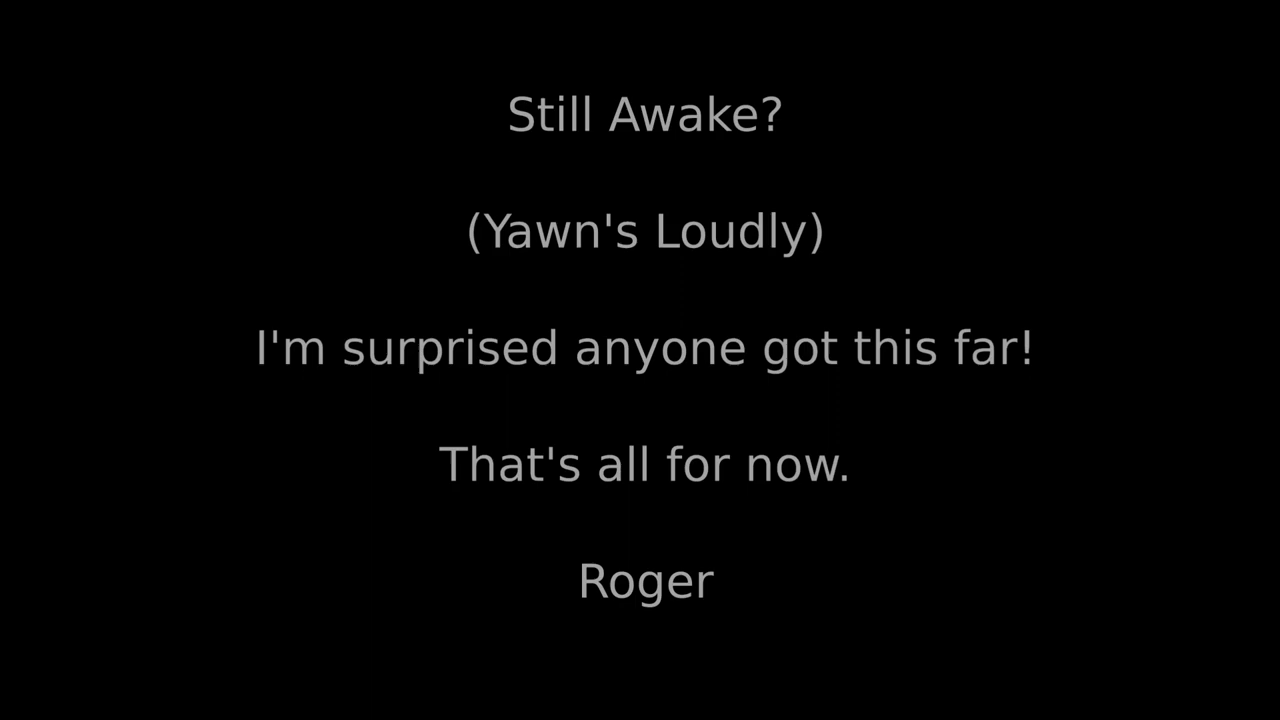 Still Awake?
(Yawn's Loudly)
I'm surprised anyone got this far!
That's all for now.
Roger